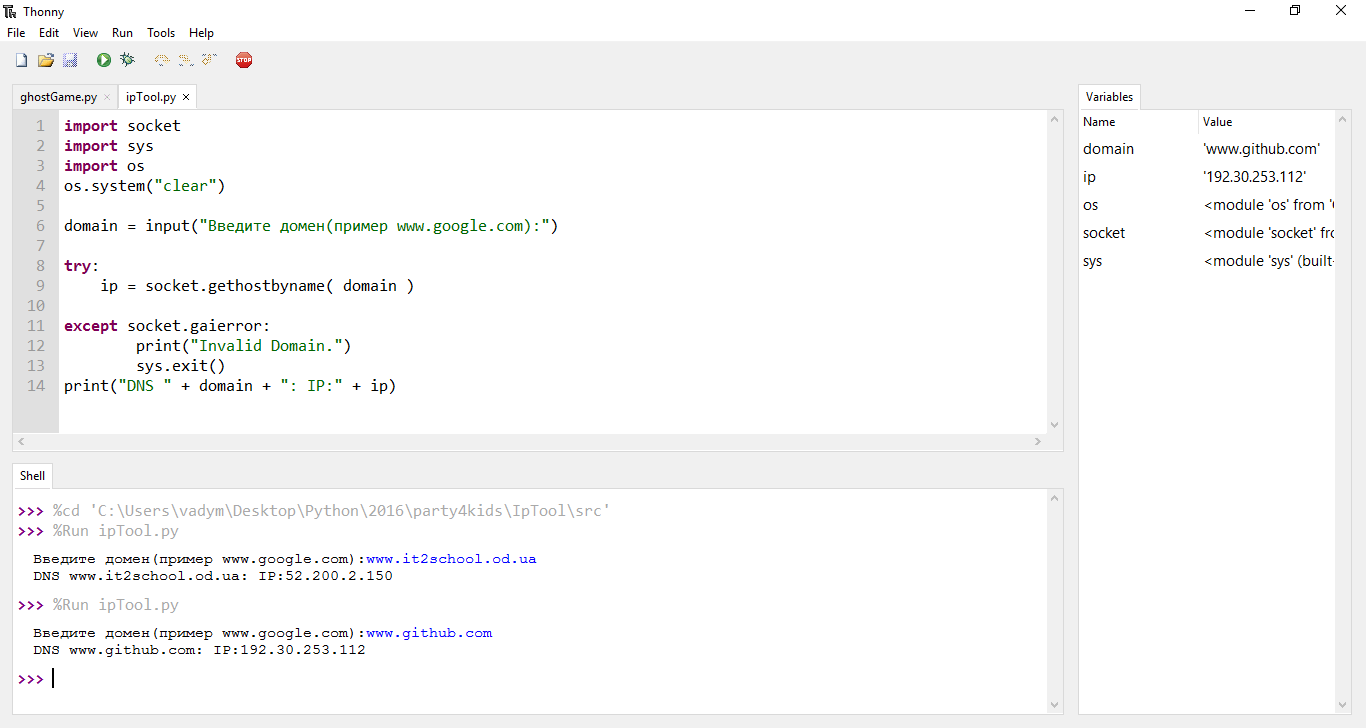 Thonny
File Edit View Run Tools Help
STOP
ghostGame.py × ipTool.py ×
1 import socket
2 import sys
3 import os
4 os.system("clear")
5
6 domain = input("Введите домен(пример www.google.com):")
7
8 try:
9     ip = socket.gethostbyname( domain )
10
11 except socket.gaierror:
12         print("Invalid Domain.")
13         sys.exit()
14 print("DNS " + domain + ": IP:" + ip)
Shell
>>> %cd 'C:\Users\vadym\Desktop\Python\2016\party4kids\IpTool\src'
>>> %Run ipTool.py
Введите домен(пример www.google.com):www.it2school.od.ua
DNS www.it2school.od.ua: IP:52.200.2.150
>>> %Run ipTool.py
Введите домен(пример www.google.com):www.github.com
DNS www.github.com: IP:192.30.253.112
>>>
Variables
Name Value
domain 'www.github.com'
ip '192.30.253.112'
os <module 'os' from '
socket <module 'socket' fro
sys <module 'sys' (built-